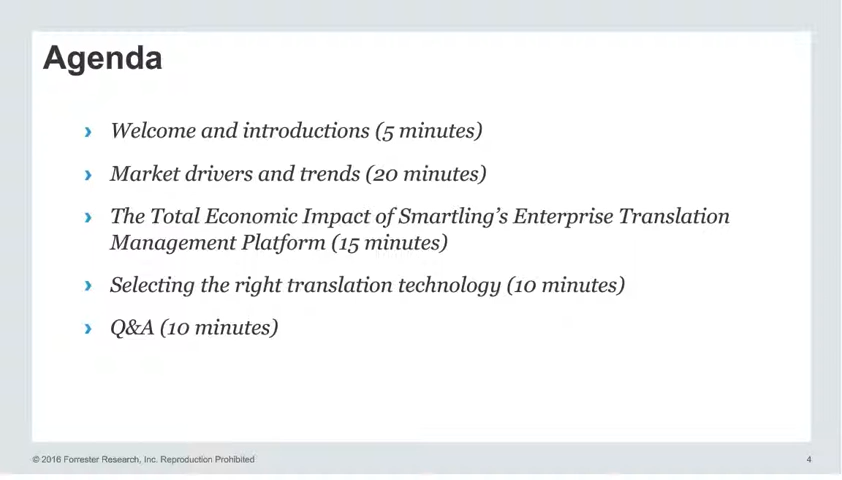 Agenda
› Welcome and introductions (5 minutes)
› Market drivers and trends (20 minutes)
› The Total Economic Impact of Smartling’s Enterprise Translation
Management Platform (15 minutes)
› Selecting the right translation technology (10 minutes)
› Q&A (10 minutes)
© 2016 Forrester Research, Inc. Reproduction Prohibited
4